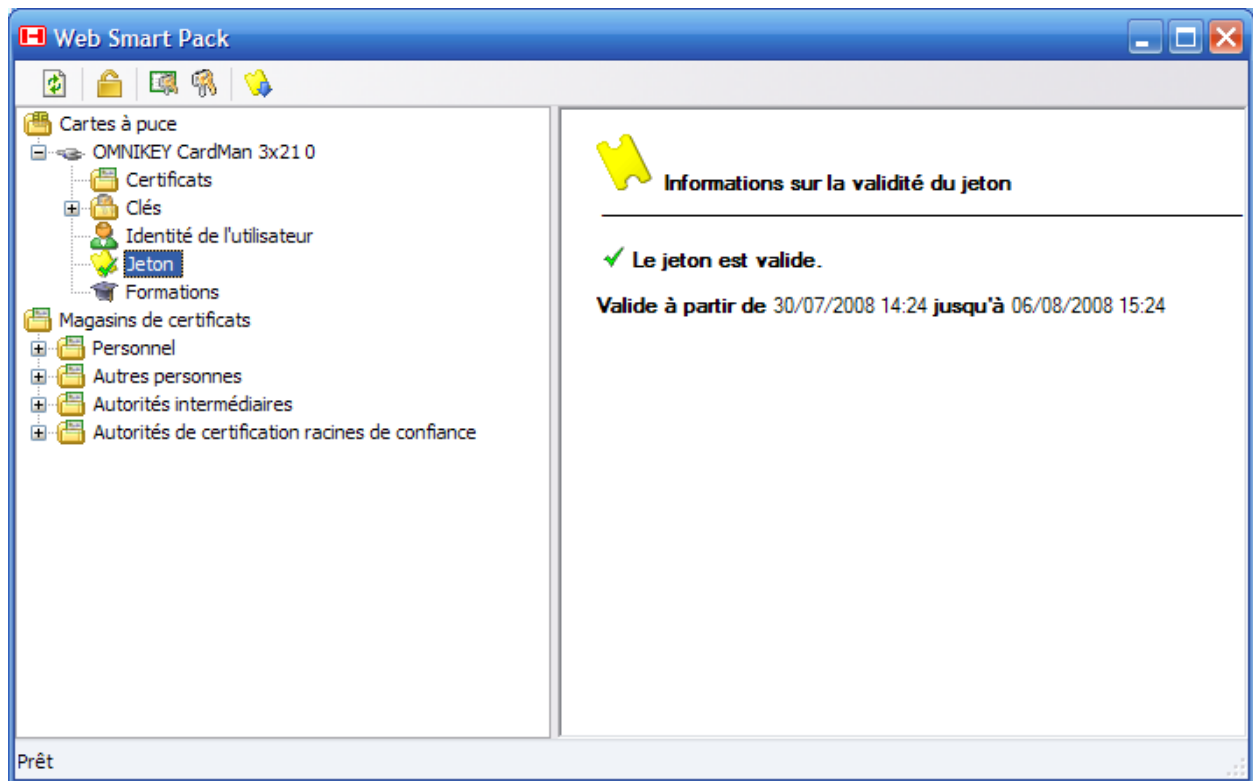 Web Smart Pack
Cartes à puce
OMNIKEY CardMan 3x21 0
Certificats
Clés
Identité de l'utilisateur
Jeton
Formations
Magasins de certificats
Personnel
Autres personnes
Autorités intermédiaires
Autorités de certification racines de confiance
Informations sur la validité du jeton
Le jeton est valide.
Valide à partir de 30/07/2008 14:24 jusqu'à 06/08/2008 15:24
Prêt